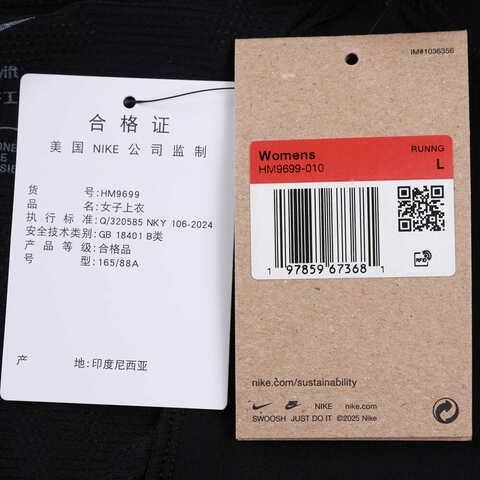 wift
合格证
美国 NIKE 公司监制
货 号:HM9699
品 名:女子上衣
执行标准:Q/320585 NKY 106-2024
安全技术类别:GB 18401 B类
产品等级:合格品
号 型:165/88A
产 地:印度尼西亚
IM#1036356
RUNNG
Womens
L
HM9699-010
1 97859 67368 1
RFID
nike.com/sustainability
NIKE nike.com
SWOOSH JUST DO IT ©2025 Nike